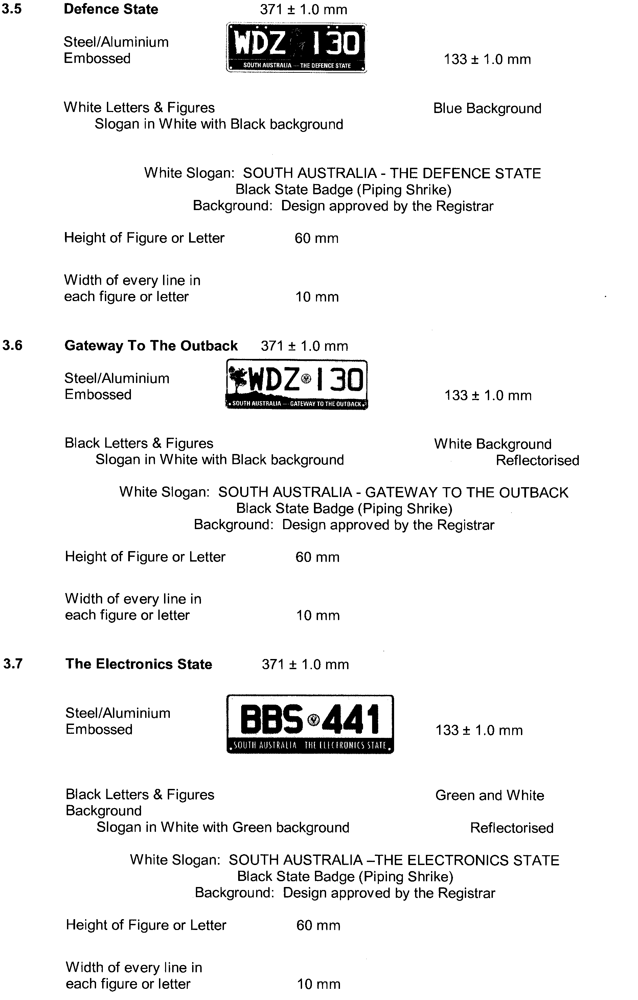 3.5 Defence State 371 ± 1.0 mm
Steel/Aluminium
Embossed
WDZ 130
SOUTH AUSTRALIA — THE DEFENCE STATE
133 ± 1.0 mm
White Letters & Figures Blue Background
Slogan in White with Black background
White Slogan: SOUTH AUSTRALIA - THE DEFENCE STATE
Black State Badge (Piping Shrike)
Background: Design approved by the Registrar
Height of Figure or Letter 60 mm
Width of every line in
each figure or letter 10 mm
3.6 Gateway To The Outback 371 ± 1.0 mm
Steel/Aluminium
Embossed
WDZ 130
SOUTH AUSTRALIA — GATEWAY TO THE OUTBACK
133 ± 1.0 mm
Black Letters & Figures White Background
Slogan in White with Black background Reflectorised
White Slogan: SOUTH AUSTRALIA - GATEWAY TO THE OUTBACK
Black State Badge (Piping Shrike)
Background: Design approved by the Registrar
Height of Figure or Letter 60 mm
Width of every line in
each figure or letter 10 mm
3.7 The Electronics State 371 ± 1.0 mm
Steel/Aluminium
Embossed
BBS 441
SOUTH AUSTRALIA THE ELECTRONICS STATE
133 ± 1.0 mm
Black Letters & Figures Green and White
Background
Slogan in White with Green background Reflectorised
White Slogan: SOUTH AUSTRALIA –THE ELECTRONICS STATE
Black State Badge (Piping Shrike)
Background: Design approved by the Registrar
Height of Figure or Letter 60 mm
Width of every line in
each figure or letter 10 mm